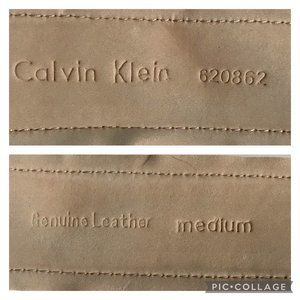 Calvin Klein 620862
Genuine Leather medium
PIC•COLLAGE